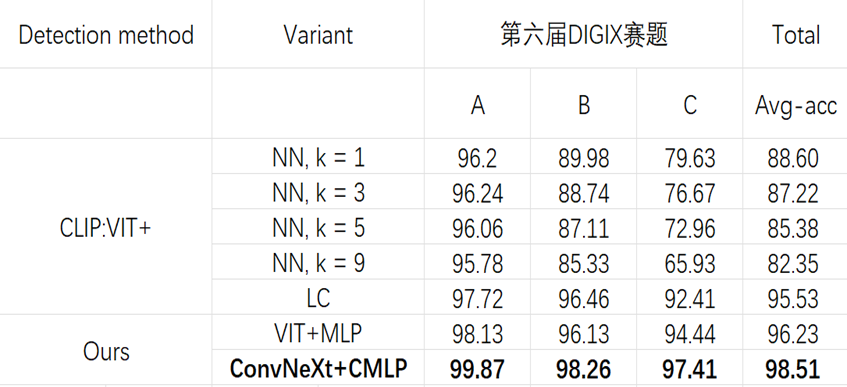 Detection method Variant 第六届DIGIX赛题 Total
A B C Avg-acc
NN, k = 1 96.2 89.98 79.63 88.60
NN, k = 3 96.24 88.74 76.67 87.22
CLIP:VIT+ NN, k = 5 96.06 87.11 72.96 85.38
NN, k = 9 95.78 85.33 65.93 82.35
LC 97.72 96.46 92.41 95.53
Ours VIT+MLP 98.13 96.13 94.44 96.23
ConvNeXt+CMLP 99.87 98.26 97.41 98.51